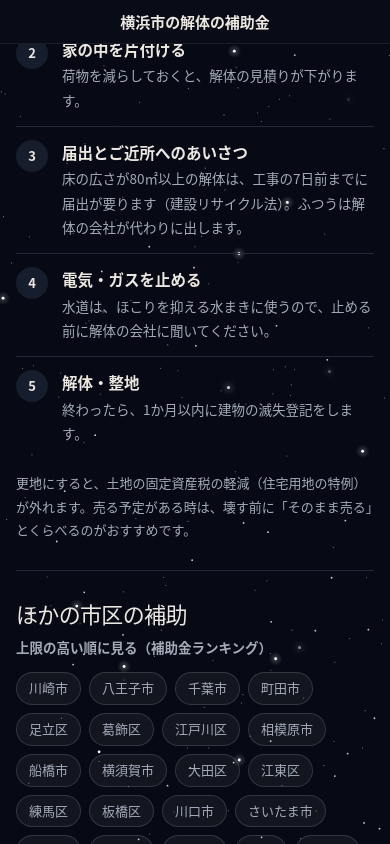 横浜市の解体の補助金
2
家の中を片付ける
荷物を減らしておくと、解体の見積りが下がりま
す。
3
届出とご近所へのあいさつ
床の広さが80㎡以上の解体は、工事の7日前までに
届出が要ります（建設リサイクル法）。ふつうは解
体の会社が代わりに出します。
4
電気・ガスを止める
水道は、ほこりを抑える水まきに使うので、止める
前に解体の会社に聞いてください。
5
解体・整地
終わったら、1か月以内に建物の滅失登記をしま
す。
更地にすると、土地の固定資産税の軽減（住宅用地の特例）
が外れます。売る予定がある時は、壊す前に「そのまま売る」
とくらべるのがおすすめです。
ほかの市区の補助
上限の高い順に見る（補助金ランキング）
川崎市 八王子市 千葉市 町田市
足立区 葛飾区 江戸川区 相模原市
船橋市 横須賀市 大田区 江東区
練馬区 板橋区 川口市 さいたま市